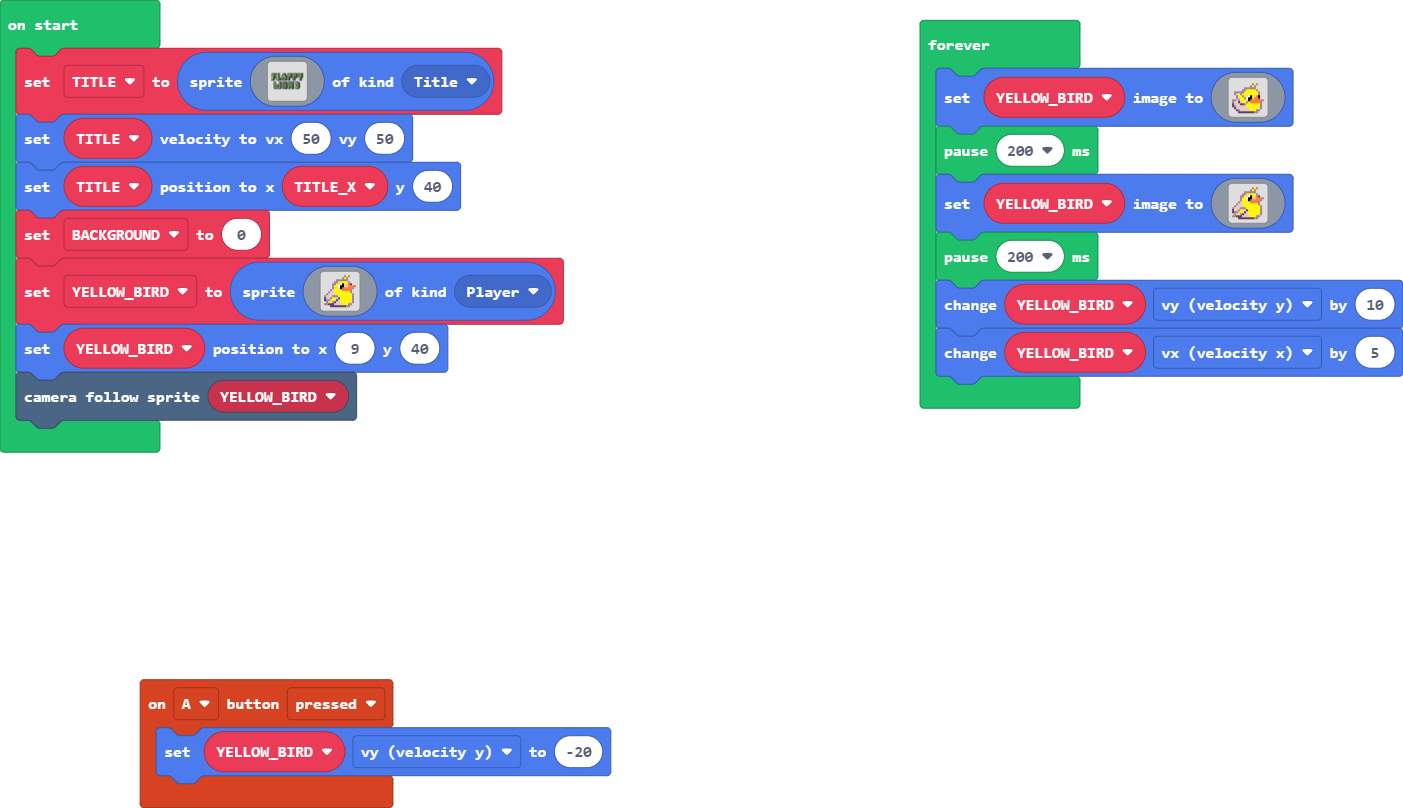 on start
set TITLE to sprite FLAPPY WING of kind Title
set TITLE velocity to vx 50 vy 50
set TITLE position to x TITLE_X y 40
set BACKGROUND to 0
set YELLOW_BIRD to sprite of kind Player
set YELLOW_BIRD position to x 9 y 40
camera follow sprite YELLOW_BIRD
forever
set YELLOW_BIRD image to
pause 200 ms
set YELLOW_BIRD image to
pause 200 ms
change YELLOW_BIRD vy (velocity y) by 10
change YELLOW_BIRD vx (velocity x) by 5
on A button pressed
set YELLOW_BIRD vy (velocity y) to -20